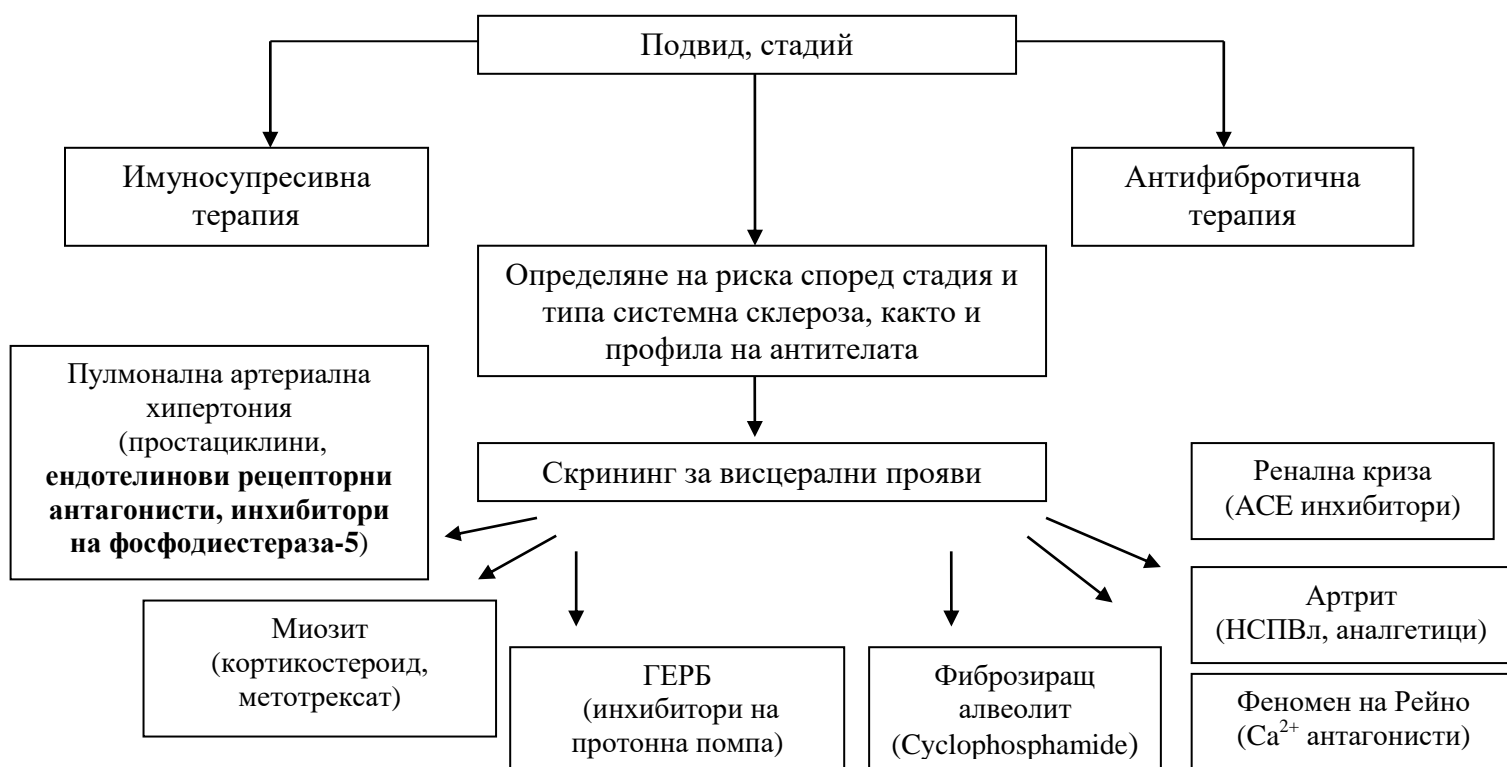 Подвид, стадий
Имуносупресивна
терапия
Антифибротична
терапия
Определяне на риска според стадия и
типа системна склероза, както и
профила на антителата
Пулмонална артериална
хипертония
(простациклини,
ендотелинови рецепторни
антагонисти, инхибитори
на фосфодиестераза-5)
Скрининг за висцерални прояви
Ренална криза
(АСЕ инхибитори)
Миозит
(кортикостероид,
метотрексат)
ГЕРБ
(инхибитори на
протонна помпа)
Фиброзиращ
алвеолит
(Cyclophosphamide)
Артрит
(НСПВл, аналгетици)
Феномен на Рейно
(Ca²⁺ антагонисти)